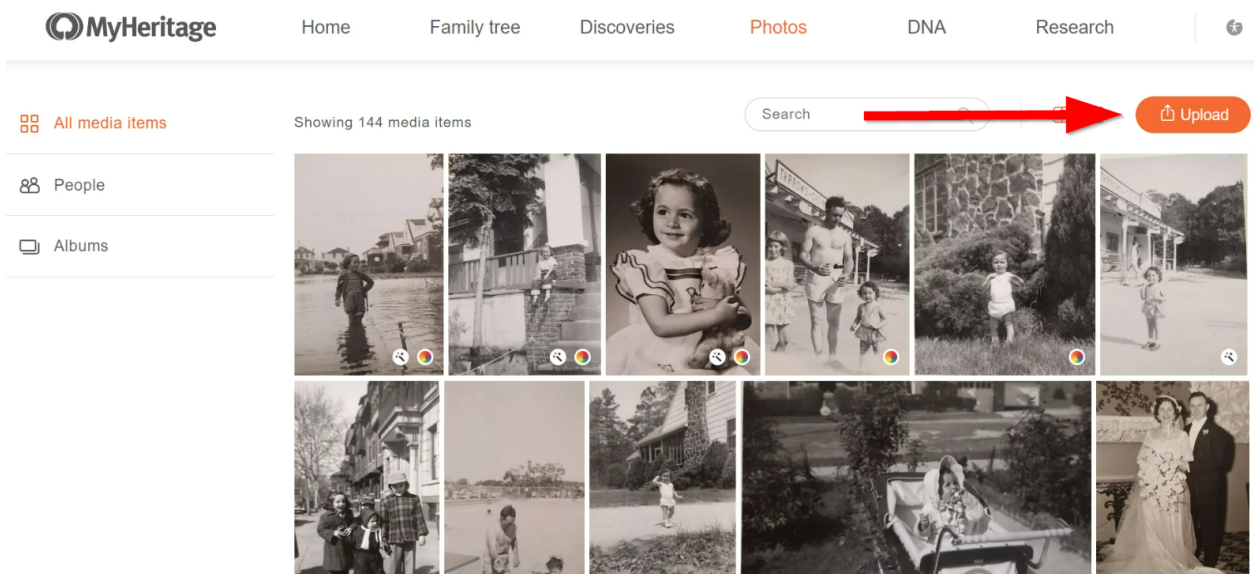 MyHeritage
Home Family tree Discoveries Photos DNA Research
All media items
Showing 144 media items
Search
Upload
People
Albums